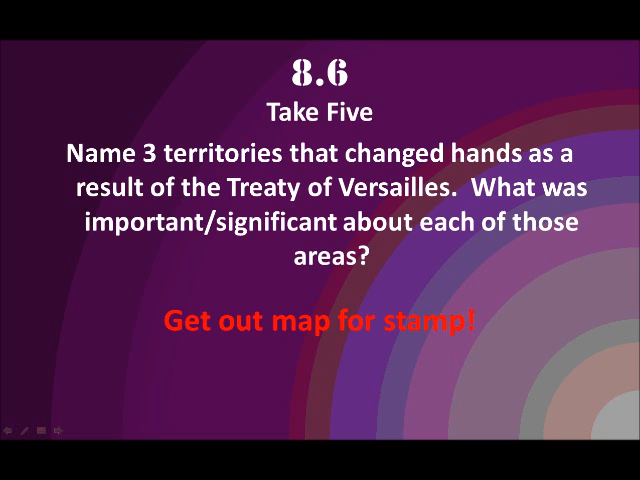 8.6
Take Five
Name 3 territories that changed hands as a
result of the Treaty of Versailles.  What was
important/significant about each of those
areas?
Get out map for stamp!